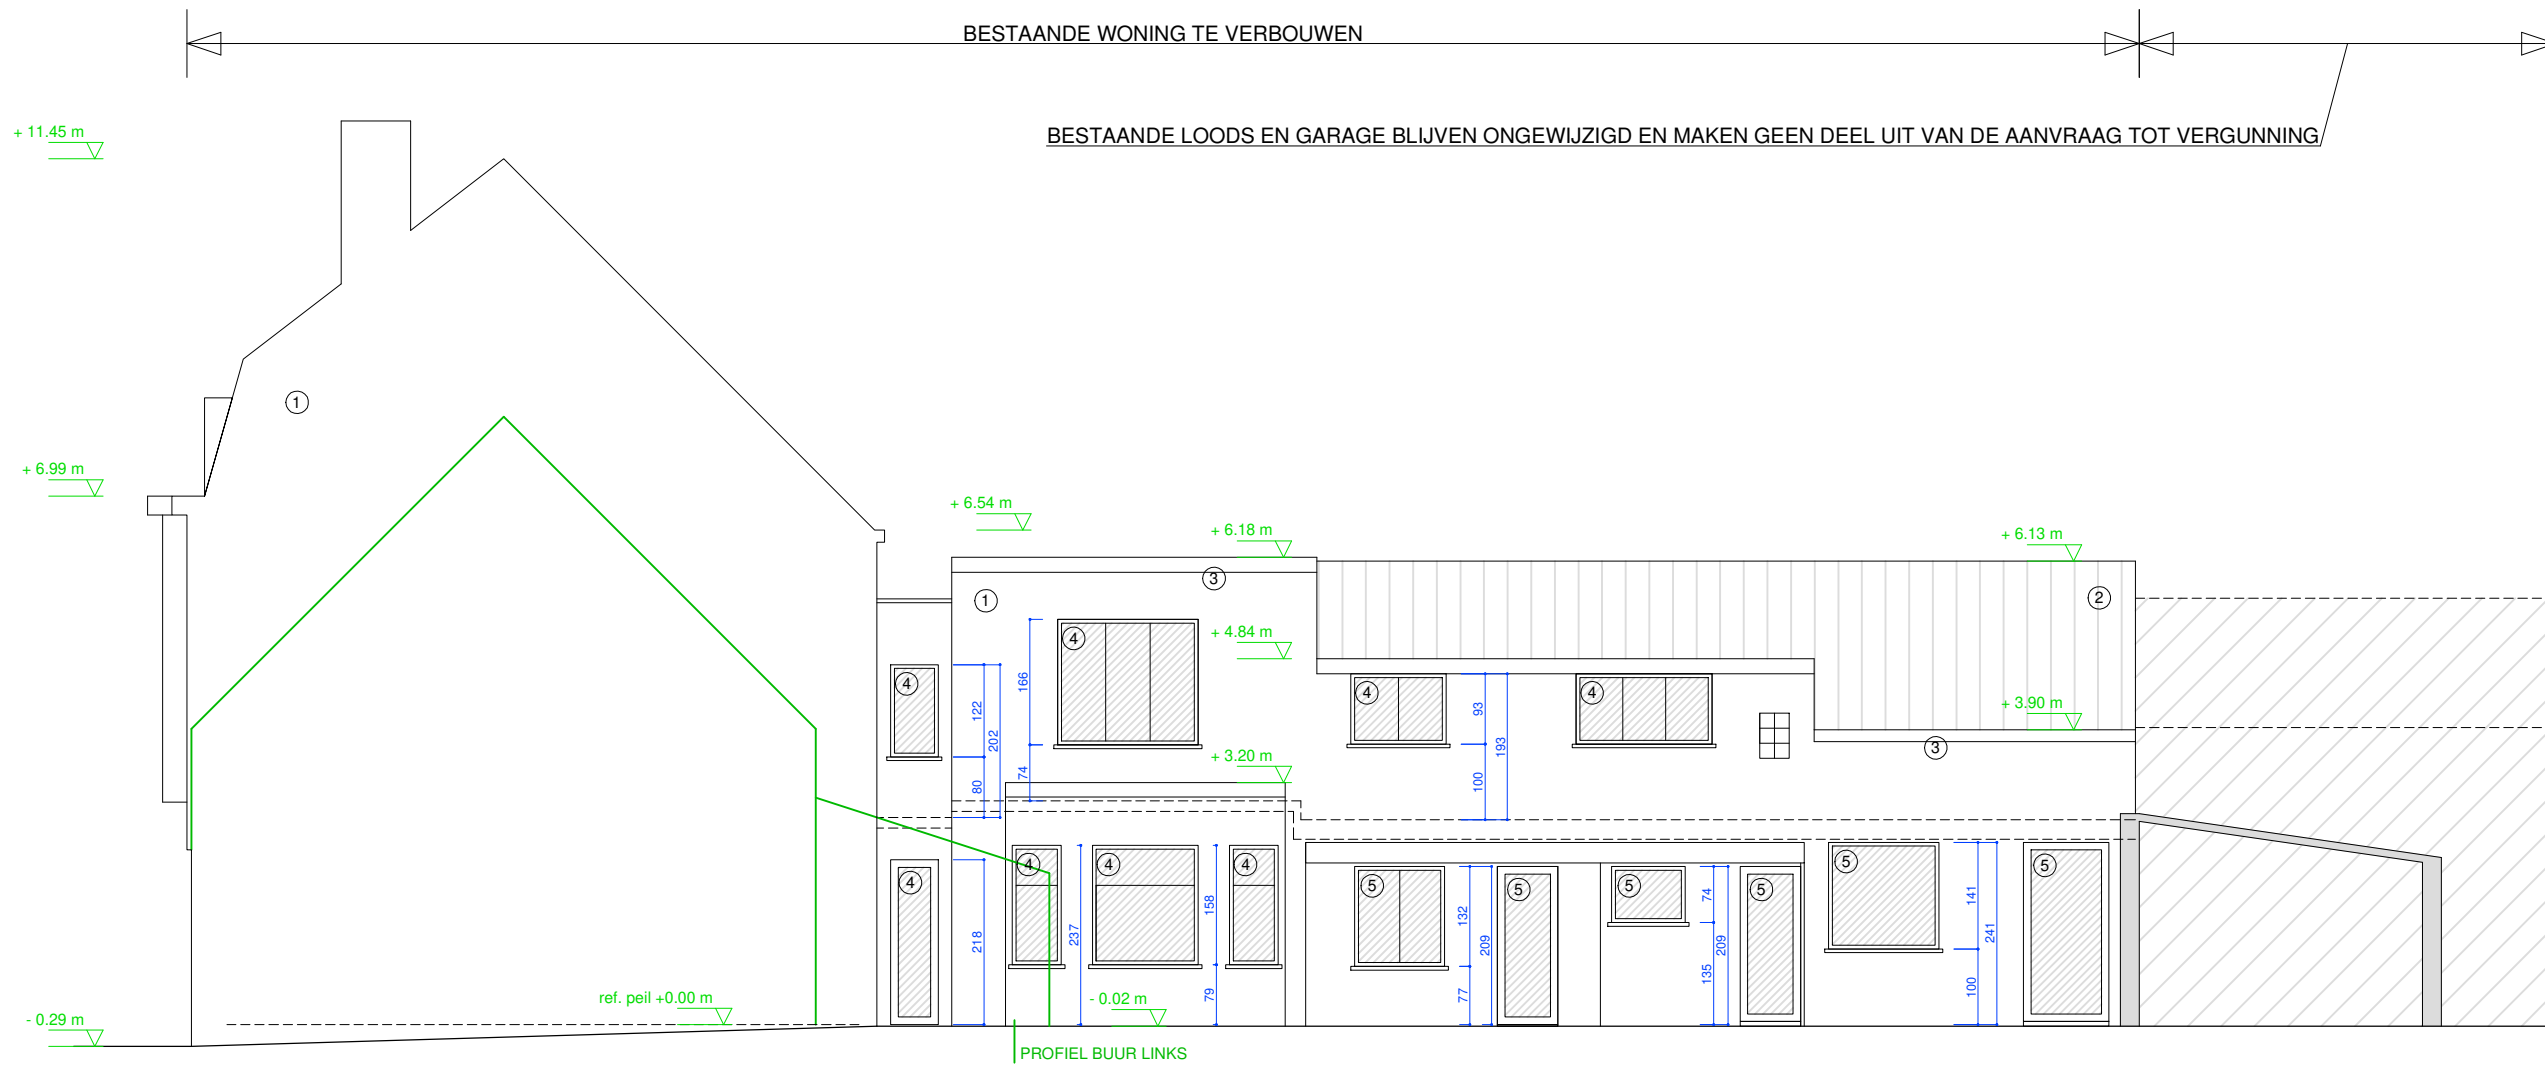 BESTAANDE WONING TE VERBOUWEN
BESTAANDE LOODS EN GARAGE BLIJVEN ONGEWIJZIGD EN MAKEN GEEN DEEL UIT VAN DE AANVRAAG TOT VERGUNNING
+ 11.45 m
1
+ 6.99 m
+ 6.54 m
+ 6.18 m
+ 6.13 m
3
1
2
4
+ 4.84 m
166
4
122
202
80
74
4
93
193
100
4
+ 3.90 m
3
+ 3.20 m
4
218
4
237
4
158
79
4
5
132
209
77
5
5
74
209
135
5
5
141
241
100
5
ref. peil +0.00 m
- 0.02 m
- 0.29 m
PROFIEL BUUR LINKS